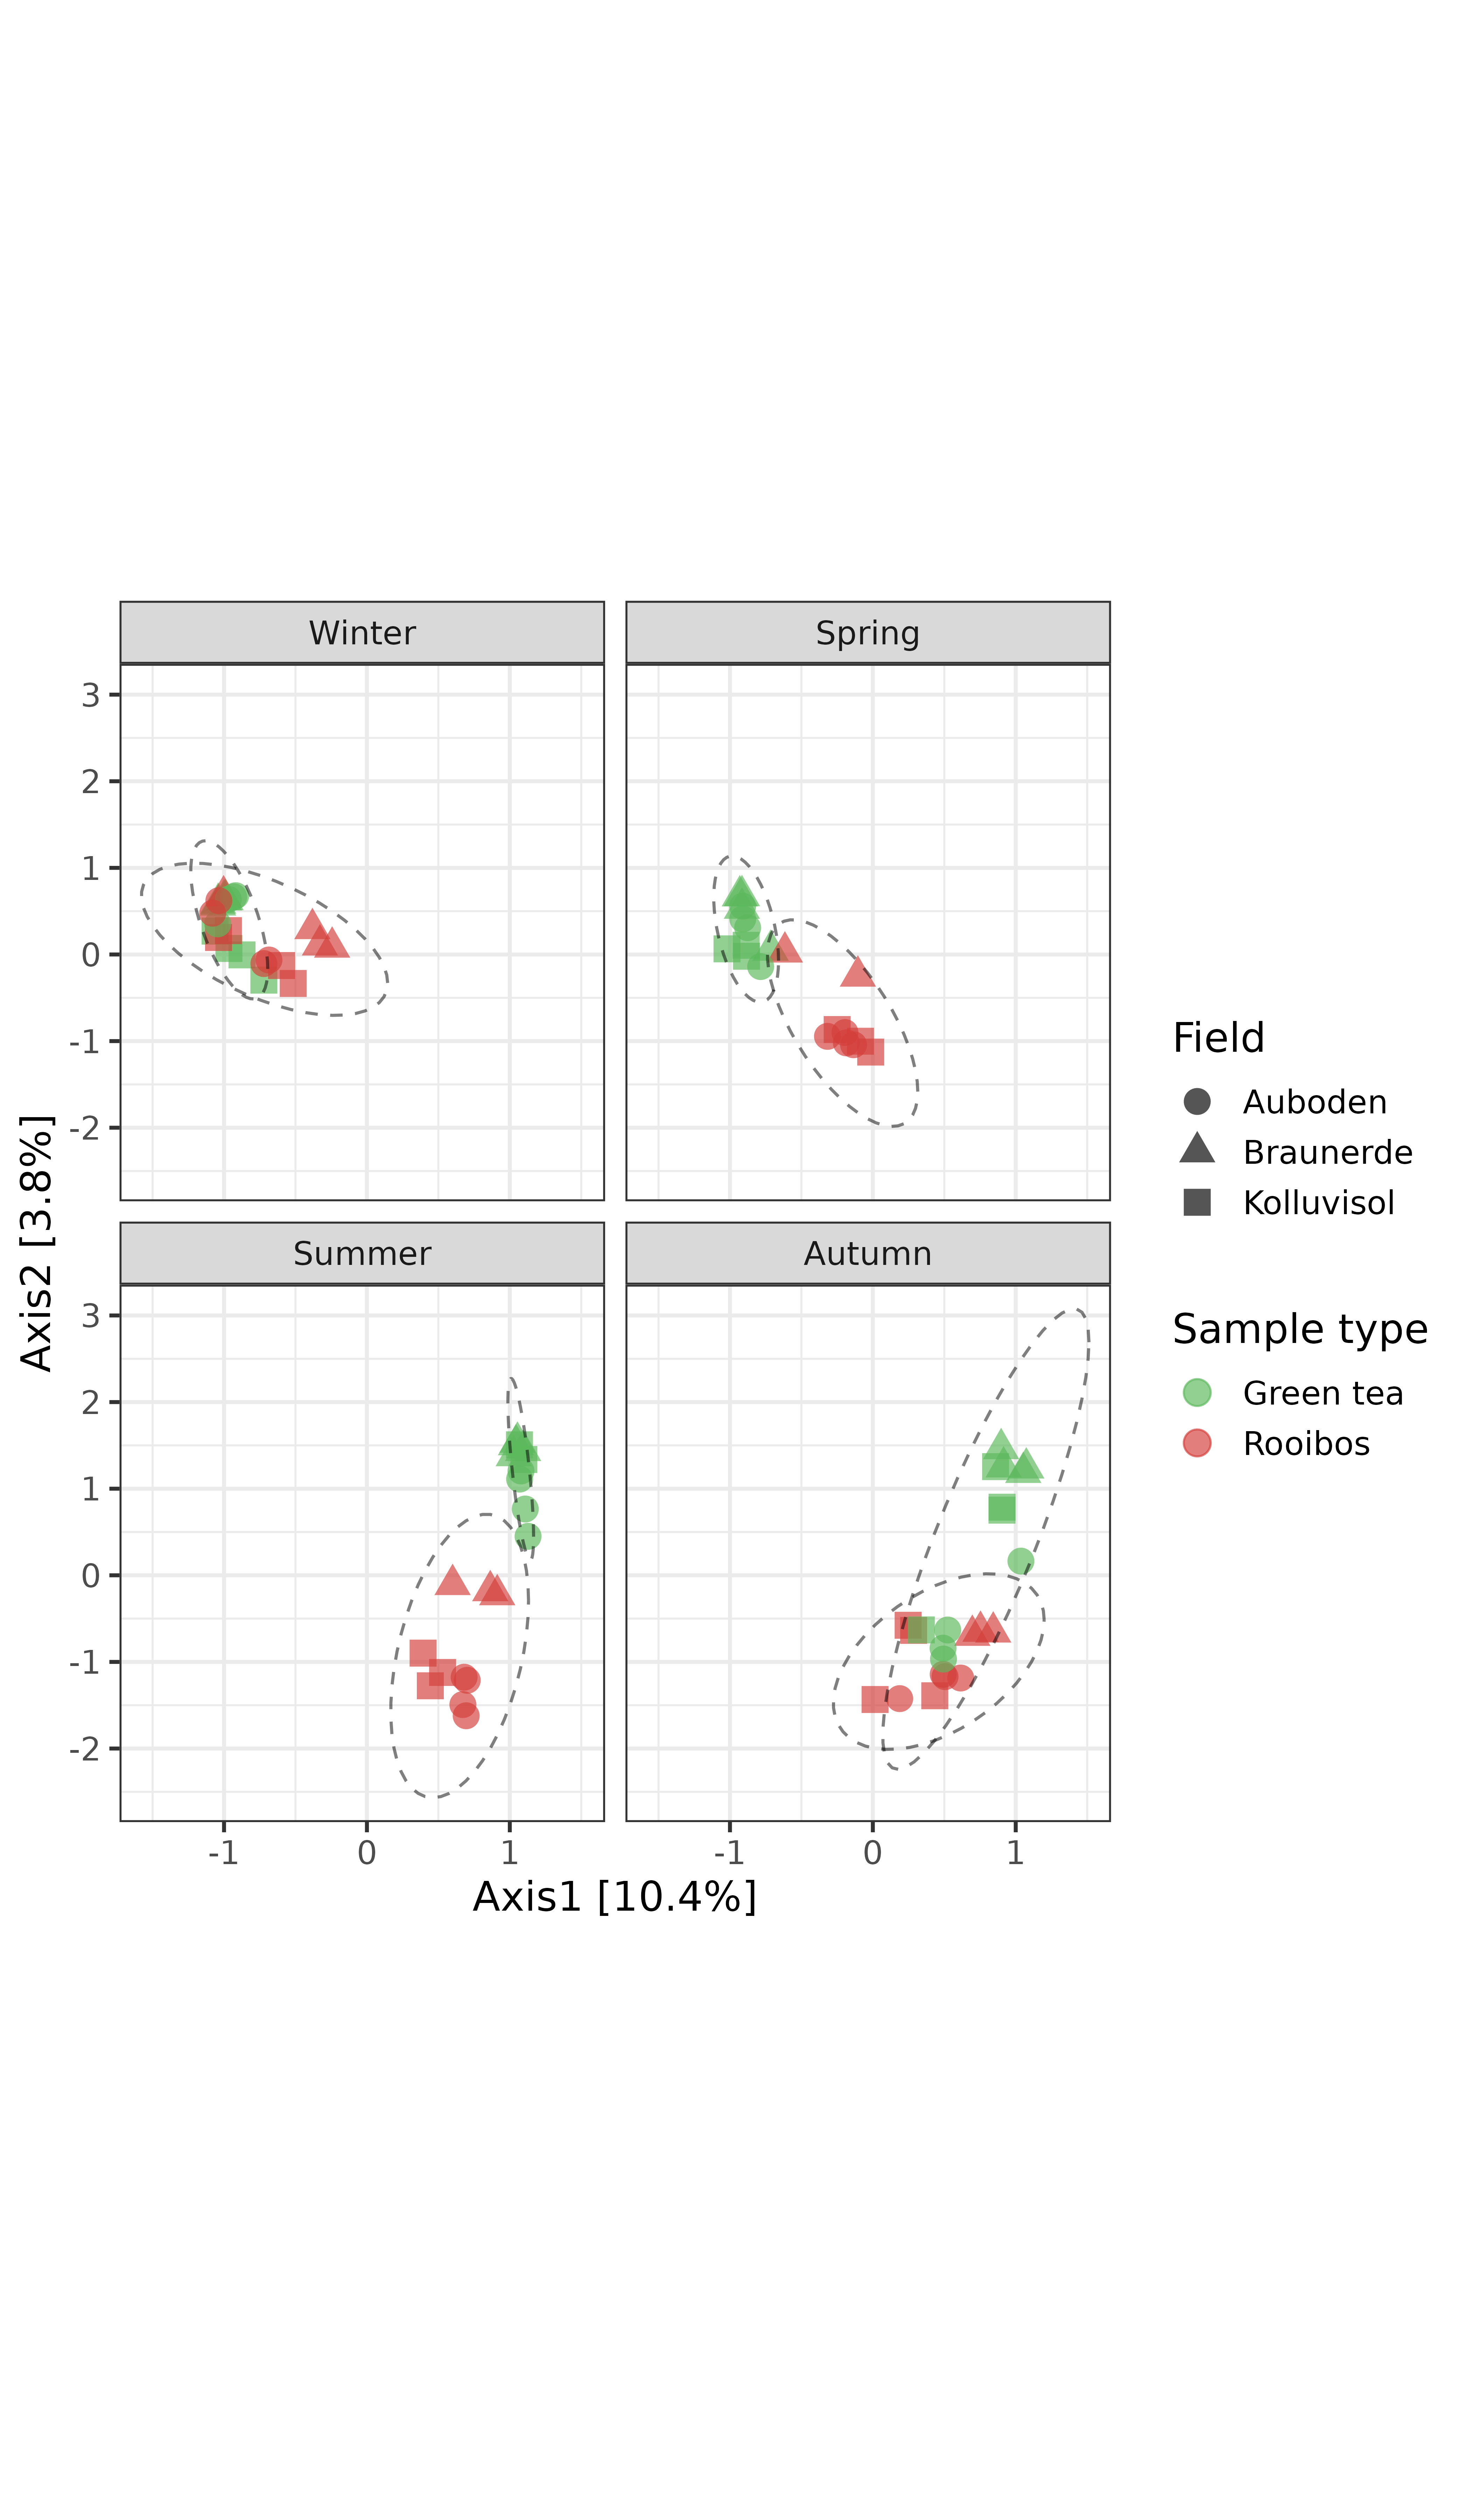 Winter
Spring
3
2
1
0
-1
-2
Summer
Autumn
3
2
1
0
-1
-2
-1 0 1
-1 0 1
Axis1 [10.4%]
Axis2 [3.8%]
Field
Auboden
Braunerde
Kolluvisol
Sample type
Green tea
Rooibos